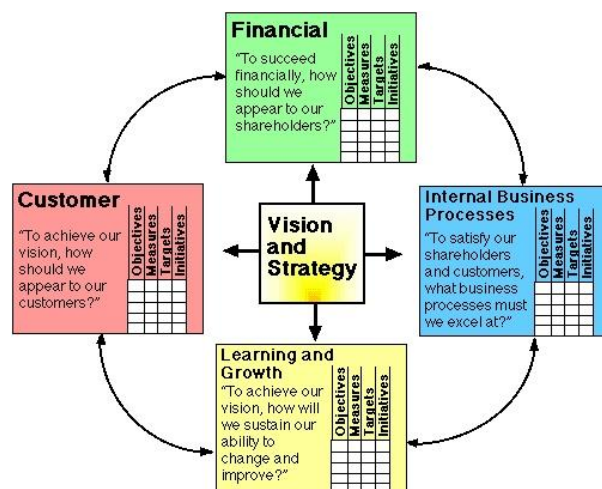 Financial
“To succeed
financially, how
should we
appear to our
shareholders?”
Objectives
Measures
Targets
Initiatives
Customer
“To achieve our
vision, how
should we
appear to our
customers?”
Objectives
Measures
Targets
Initiatives
Vision
and
Strategy
Internal Business
Processes
“To satisfy our
shareholders
and customers,
what business
processes must
we excel at?”
Objectives
Measures
Targets
Initiatives
Learning and
Growth
“To achieve our
vision, how will
we sustain our
ability to
change and
improve?”
Objectives
Measures
Targets
Initiatives